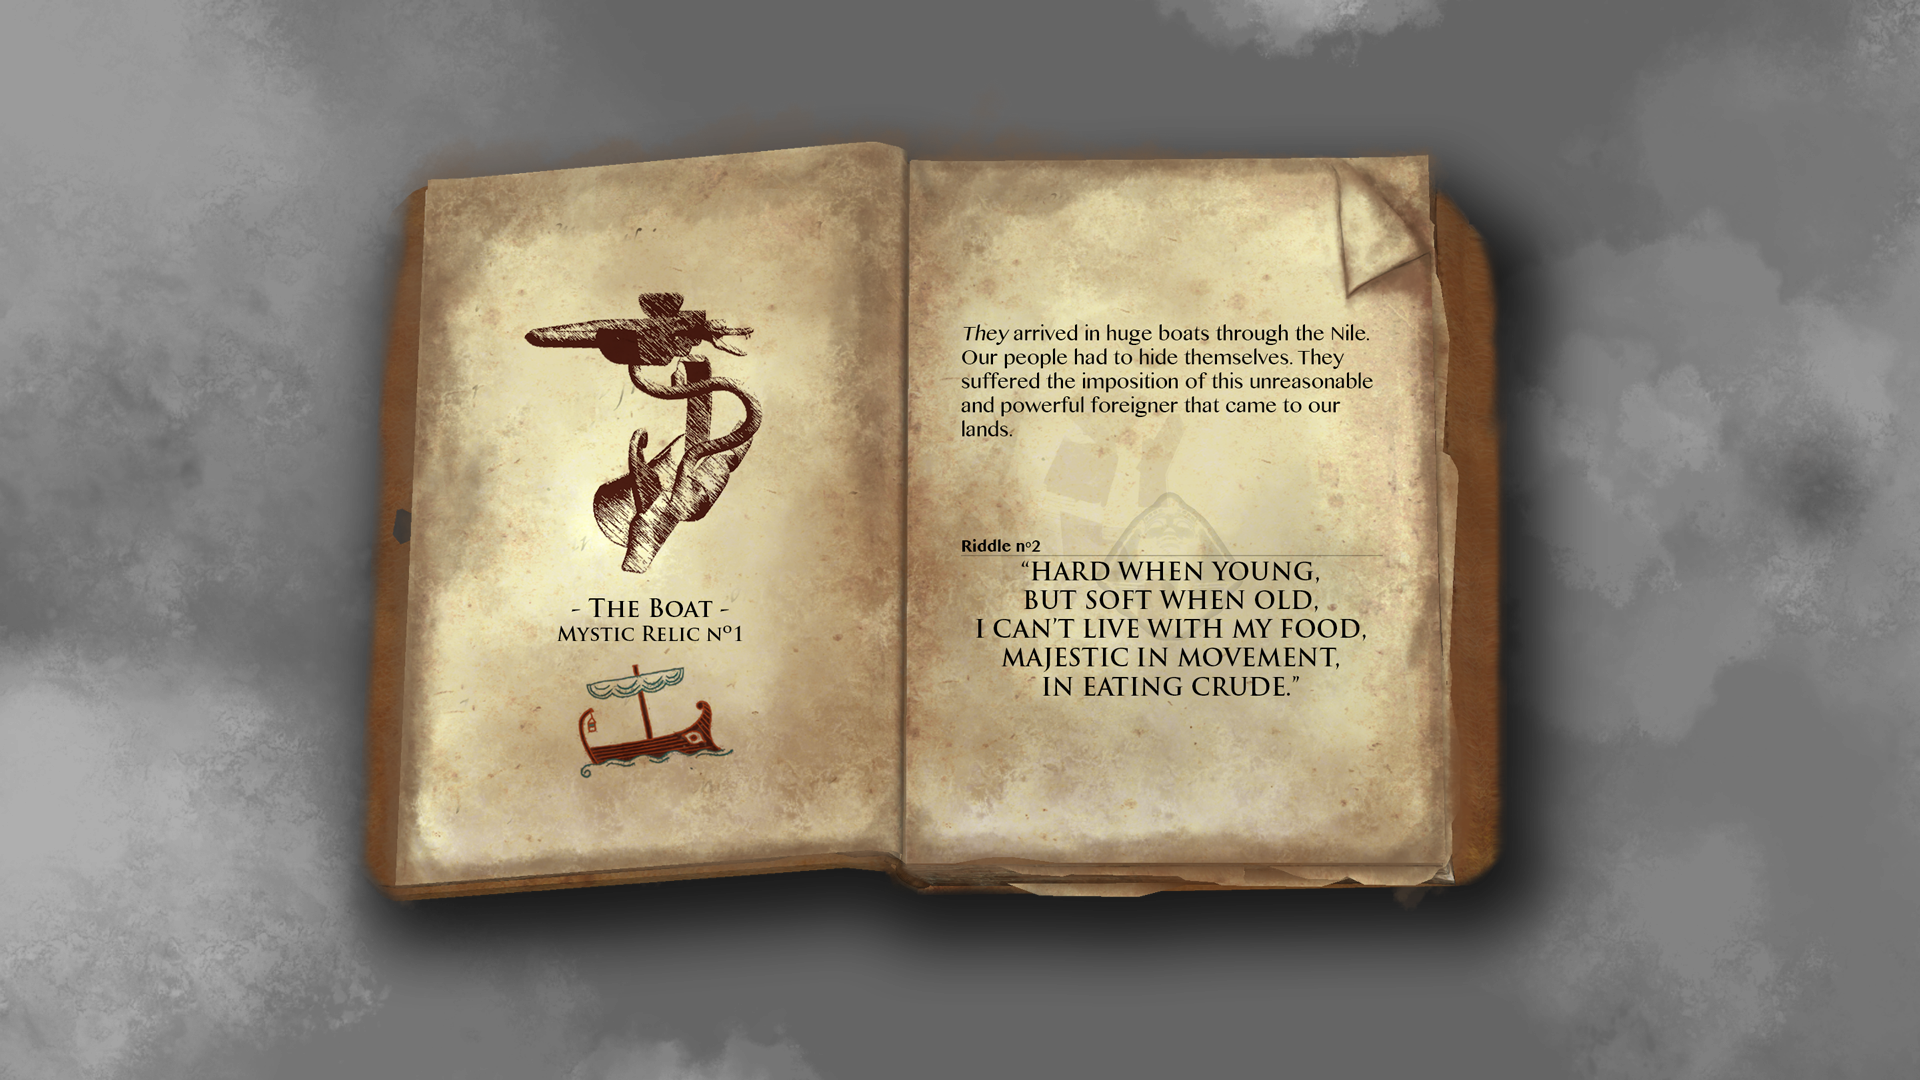 - The Boat -
Mystic Relic nº1
They arrived in huge boats through the Nile.
Our people had to hide themselves. They
suffered the imposition of this unreasonable
and powerful foreigner that came to our
lands.
Riddle nº2
“HARD WHEN YOUNG,
BUT SOFT WHEN OLD,
I CAN’T LIVE WITH MY FOOD,
MAJESTIC IN MOVEMENT,
IN EATING CRUDE.”